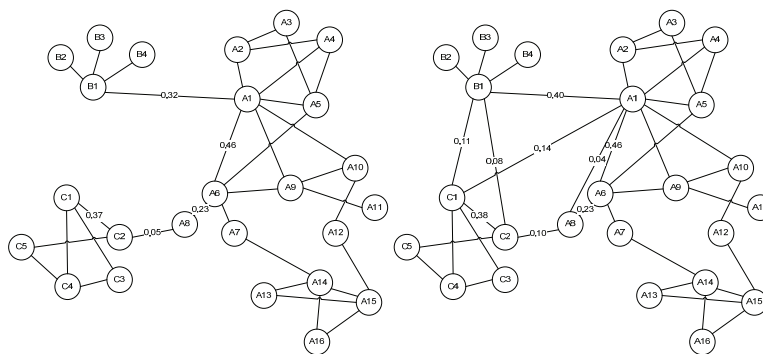 A3
A2
A4
B3
B2
B4
B1
0.32
A1
A5
0.46
A10
C1
A6
A9
A11
0.37
0.23
A8
C2
0.05
A7
A12
C5
C3
C4
A14
A13
A15
A16
A3
A2
A4
B3
B2
B4
B1
0.40
A1
A5
0.11
0.14
0.46
0.08
0.04
A10
C1
A6
A9
A1
0.38
0.23
A8
C2
0.10
A7
A12
C5
C3
C4
A14
A13
A15
A16